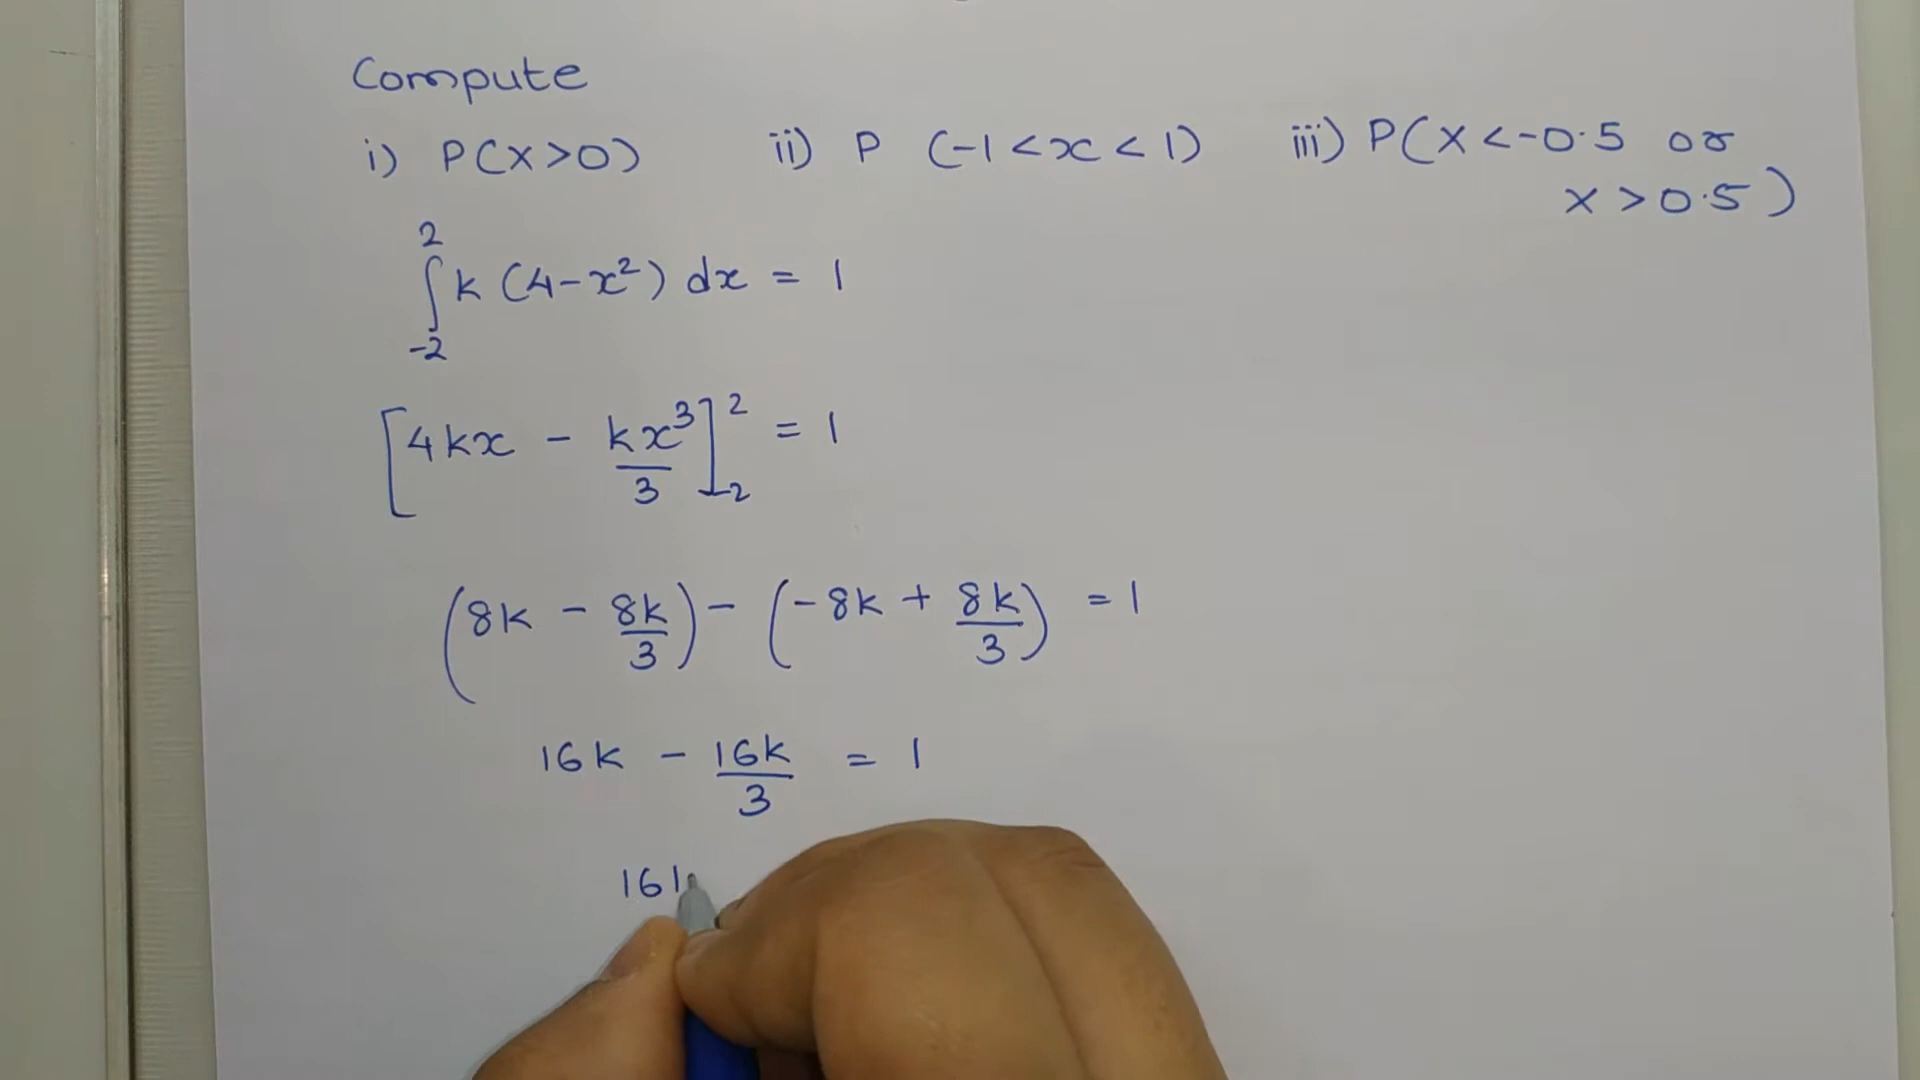 Compute
i) P(X>0) ii) P (-1<x<1) iii) P(X<-0.5 or
x>0.5)
∫_{-2}^{2} k(4-x²) dx = 1
[4kx - kx³/3]_{-2}^{2} = 1
(8k - 8k/3) - (-8k + 8k/3) = 1
16k - 16k/3 = 1
16